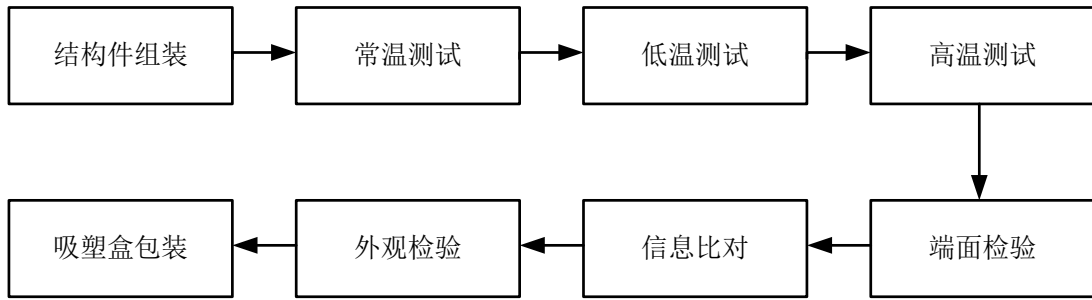 结构件组装
常温测试
低温测试
高温测试
端面检验
信息比对
外观检验
吸塑盒包装